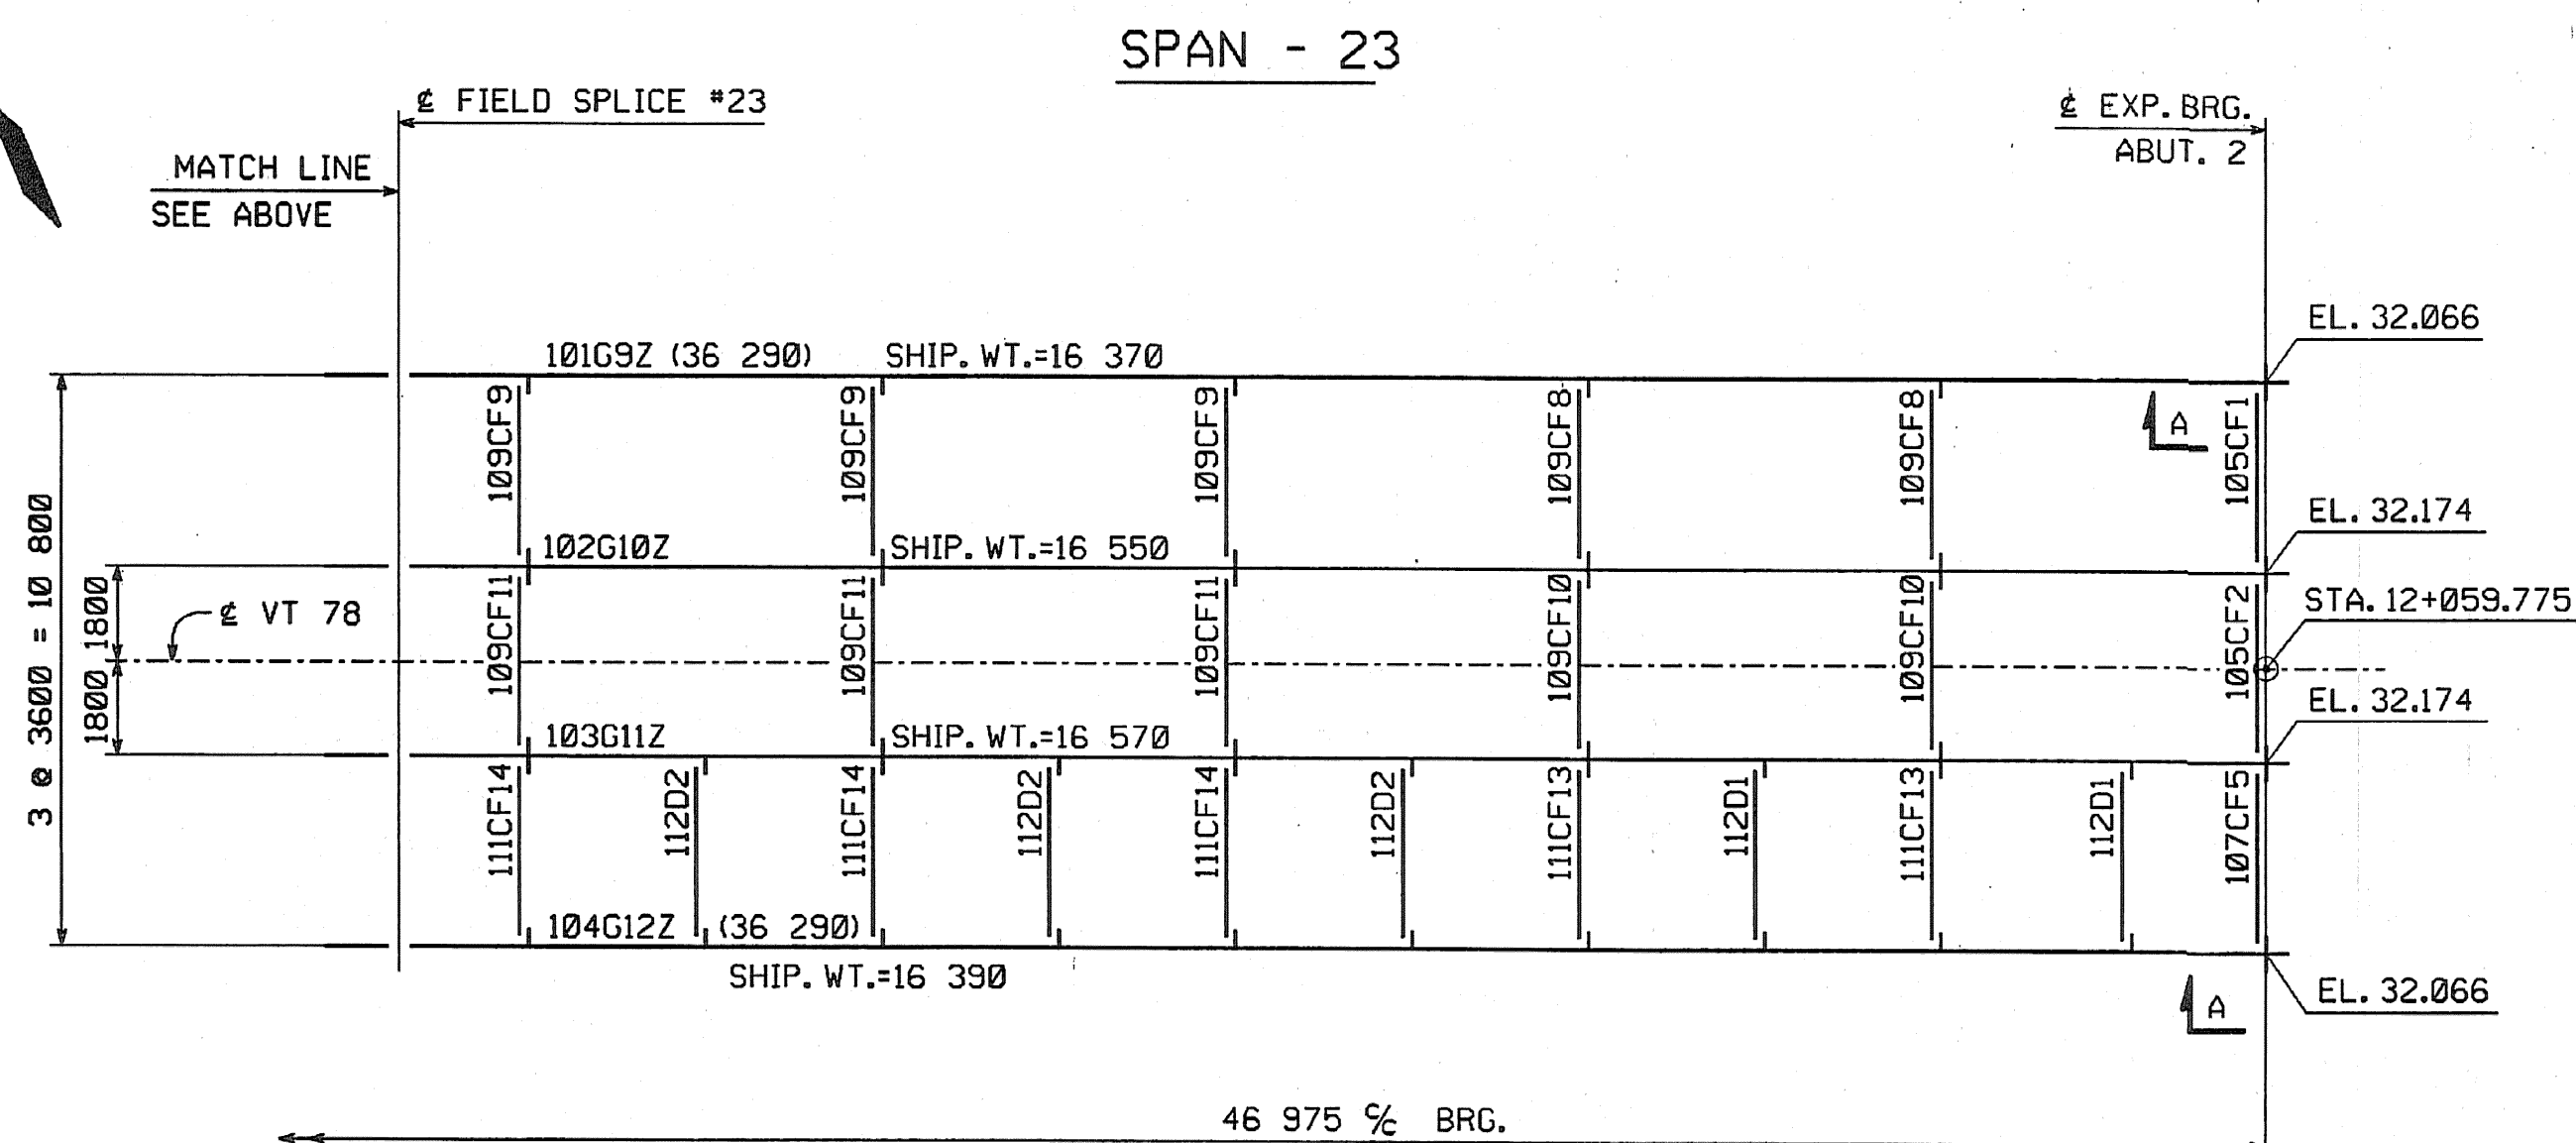 SPAN - 23
℄ FIELD SPLICE #23
℄ EXP. BRG.
ABUT. 2
MATCH LINE
SEE ABOVE
EL. 32.066
101G9Z (36 290) SHIP. WT.=16 370
109CF9
109CF9
109CF9
109CF8
109CF8
105CF1
A
EL. 32.174
102G10Z SHIP. WT.=16 550
3 @ 3600 = 10 800
1800
1800
℄ VT 78
109CF11
109CF11
109CF11
109CF10
109CF10
105CF2
STA. 12+059.775
EL. 32.174
103G11Z SHIP. WT.=16 570
111CF14
112D2
111CF14
112D2
111CF14
112D2
111CF13
112D1
111CF13
112D1
107CF5
104G12Z (36 290)
SHIP. WT.=16 390
EL. 32.066
A
46 975 C/C BRG.